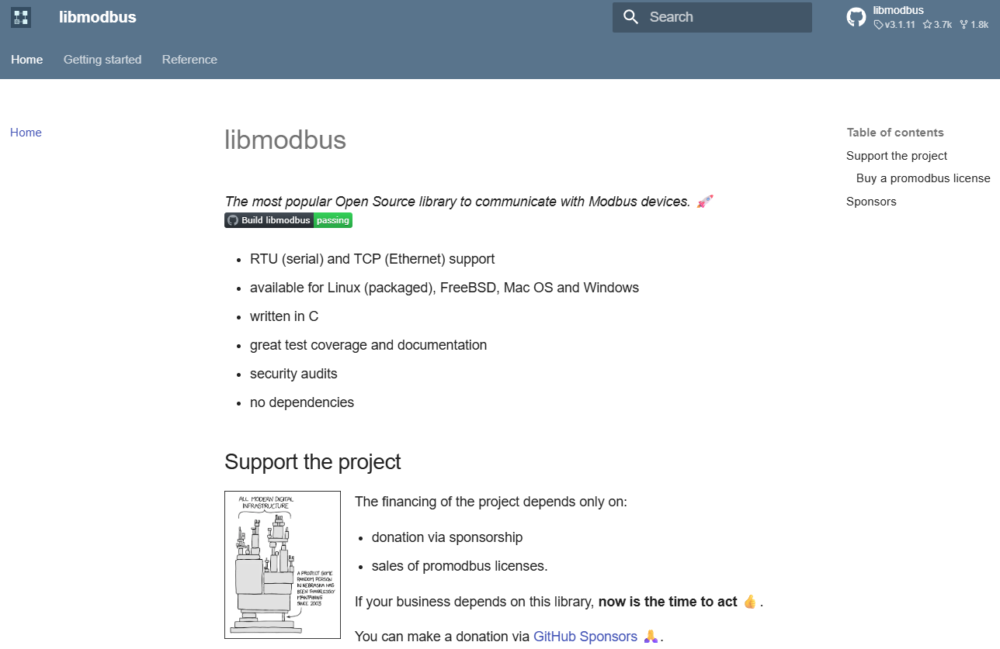 libmodbus
Search
libmodbus
v3.1.11 3.7k 1.8k
Home Getting started Reference
Home
libmodbus
The most popular Open Source library to communicate with Modbus devices. 🚀
Build libmodbus passing
• RTU (serial) and TCP (Ethernet) support
• available for Linux (packaged), FreeBSD, Mac OS and Windows
• written in C
• great test coverage and documentation
• security audits
• no dependencies
Support the project
ALL MODERN DIGITAL
INFRASTRUCTURE
A PROJECT SOME
RANDOM PERSON
IN NEBRASKA HAS
BEEN THANKLESSLY
MAINTAINING
SINCE 2003
The financing of the project depends only on:
• donation via sponsorship
• sales of promodbus licenses.
If your business depends on this library, now is the time to act 👍 .
You can make a donation via GitHub Sponsors 🙏 .
Table of contents
Support the project
Buy a promodbus license
Sponsors